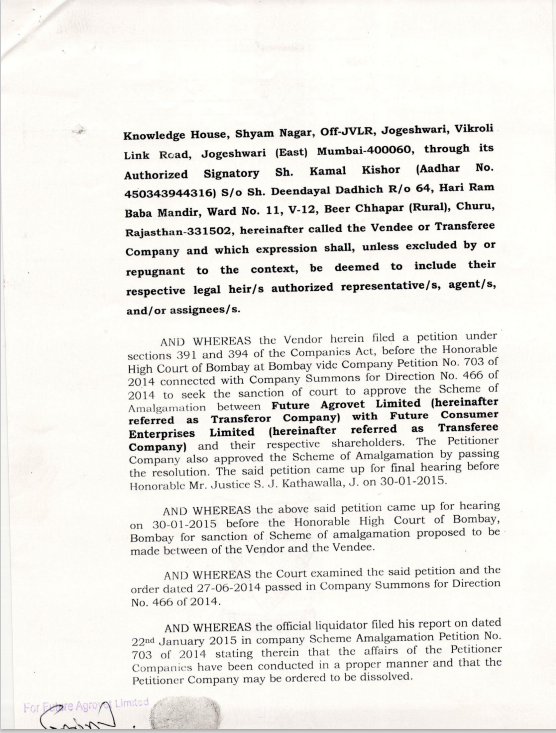 Knowledge House, Shyam Nagar, Off-JVLR, Jogeshwari, Vikroli
Link Road, Jogeshwari (East) Mumbai-400060, through its
Authorized Signatory Sh. Kamal Kishor (Aadhar No.
450343944316) S/o Sh. Deendayal Dadhich R/o 64, Hari Ram
Baba Mandir, Ward No. 11, V-12, Beer Chhapar (Rural), Churu,
Rajasthan-331502, hereinafter called the Vendee or Transferee
Company and which expression shall, unless excluded by or
repugnant to the context, be deemed to include their
respective legal heir/s authorized representative/s, agent/s,
and/or assignees/s.
AND WHEREAS the Vendor herein filed a petition under
sections 391 and 394 of the Companies Act, before the Honorable
High Court of Bombay at Bombay vide Company Petition No. 703 of
2014 connected with Company Summons for Direction No. 466 of
2014 to seek the sanction of court to approve the Scheme of
Amalgamation between Future Agrovet Limited (hereinafter
referred as Transferor Company) with Future Consumer
Enterprises Limited (hereinafter referred as Transferee
Company) and their respective shareholders. The Petitioner
Company also approved the Scheme of Amalgamation by passing
the resolution. The said petition came up for final hearing before
Honorable Mr. Justice S. J. Kathawalla, J. on 30-01-2015.
AND WHEREAS the above said petition came up for hearing
on 30-01-2015 before the Honorable High Court of Bombay,
Bombay for sanction of Scheme of amalgamation proposed to be
made between of the Vendor and the Vendee.
AND WHEREAS the Court examined the said petition and the
order dated 27-06-2014 passed in Company Summons for Direction
No. 466 of 2014.
AND WHEREAS the official liquidator filed his report on dated
22nd January 2015 in company Scheme Amalgamation Petition No.
703 of 2014 stating therein that the affairs of the Petitioner
Companies have been conducted in a proper manner and that the
Petitioner Company may be ordered to be dissolved.
For Future Agrovet Limited